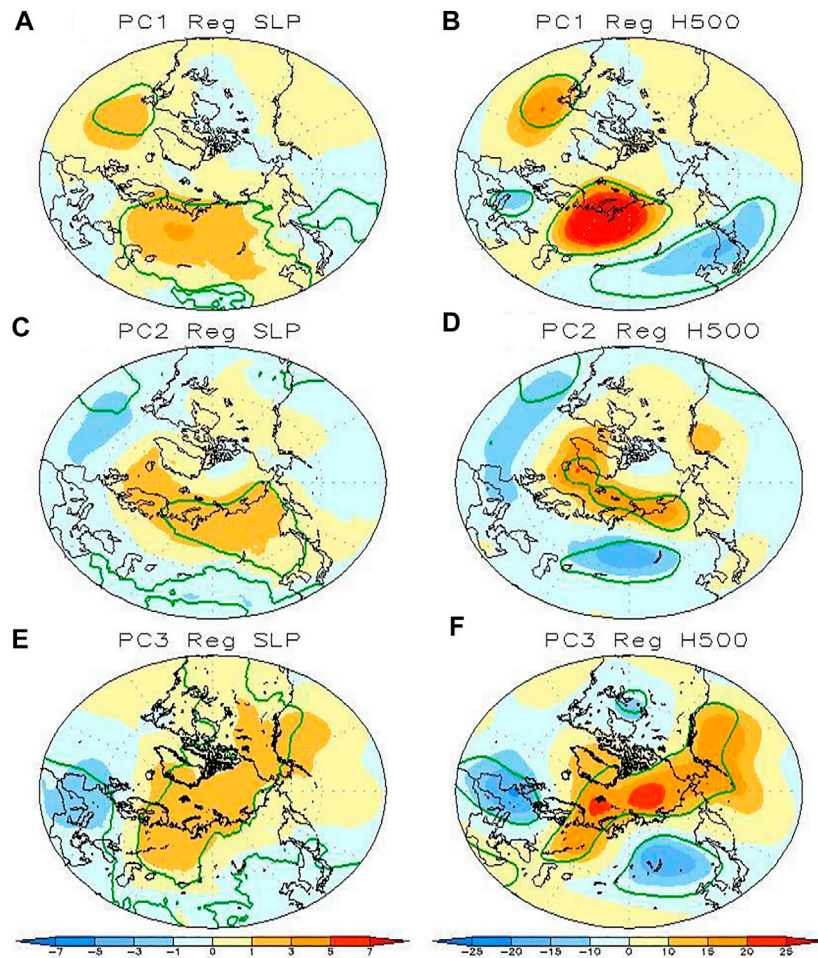 A PC1 Reg SLP
B PC1 Reg H500
C PC2 Reg SLP
D PC2 Reg H500
E PC3 Reg SLP
F PC3 Reg H500
-7 -5 -3 -1 0 1 3 5 7
-25 -20 -15 -10 0 10 15 20 25